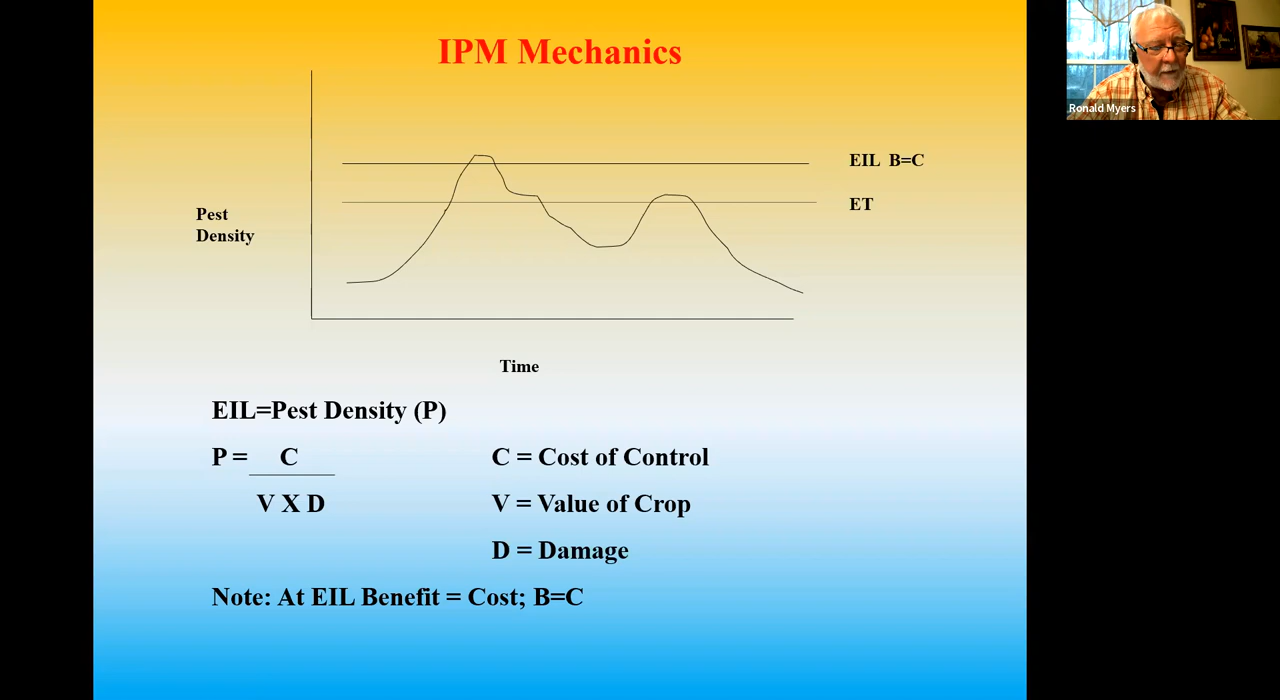 IPM Mechanics
Ronald Myers
EIL B=C
ET
Pest
Density
Time
EIL=Pest Density (P)
P = C
V X D
C = Cost of Control
V = Value of Crop
D = Damage
Note: At EIL Benefit = Cost; B=C